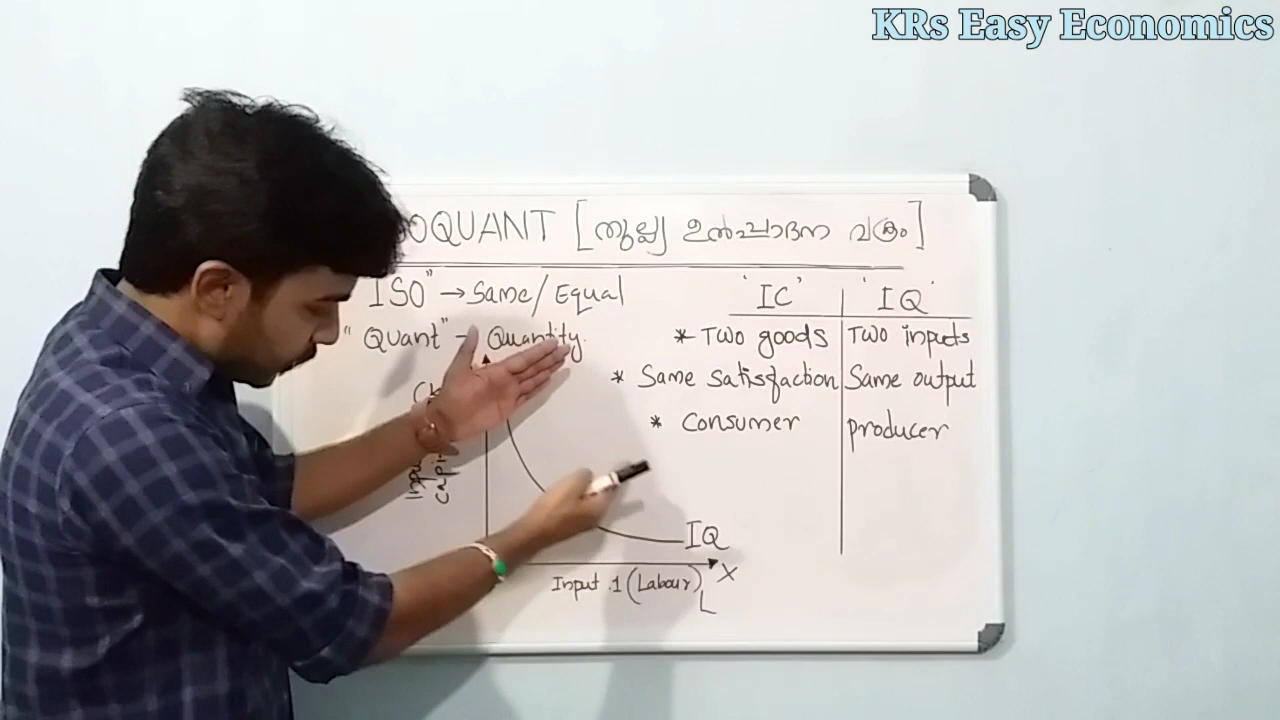 KRs Easy Economics
OQUANT [തുല്യ ഉൽപ്പാദന വക്രം]
ISO" → Same/Equal
"Quant" → Quantity
'IC' 'IQ'
* Two goods Two inputs
* Same satisfaction Same output
* Consumer producer
IQ
X
Input .1 (Labour)
L